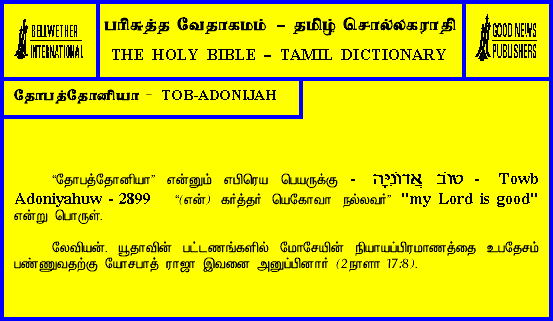 BELLWETHER
INTERNATIONAL
பரிசுத்த வேதாகமம் – தமிழ் சொல்லகராதி
THE HOLY BIBLE – TAMIL DICTIONARY
GOOD NEWS
PUBLISHERS
தோபத்தோனியா - TOB-ADONIJAH
“தோபத்தோனியா” என்னும் எபிரெய பெயருக்கு - טוֹב אֲדֹנִיָּה - Towb
Adoniyahuw - 2899 “(என்) கர்த்தர் யெகோவா நல்லவர்” "my Lord is good"
என்று பொருள்.
லேவியன். யூதாவின் பட்டணங்களில் மோசேயின் நியாயப்பிரமாணத்தை உபதேசம்
பண்ணுவதற்கு யோசபாத் ராஜா இவனை அனுப்பினார் (2நாளா 17:8).